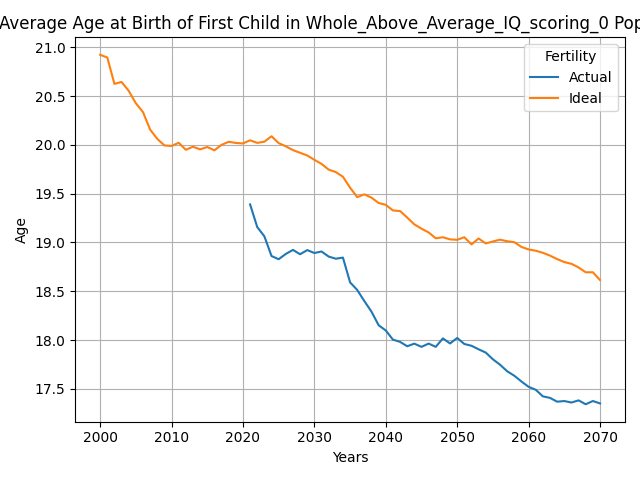 Average Age at Birth of First Child in Whole_Above_Average_IQ_scoring_0 Pop
Fertility
Actual
Ideal
Age
21.0
20.5
20.0
19.5
19.0
18.5
18.0
17.5
2000 2010 2020 2030 2040 2050 2060 2070
Years